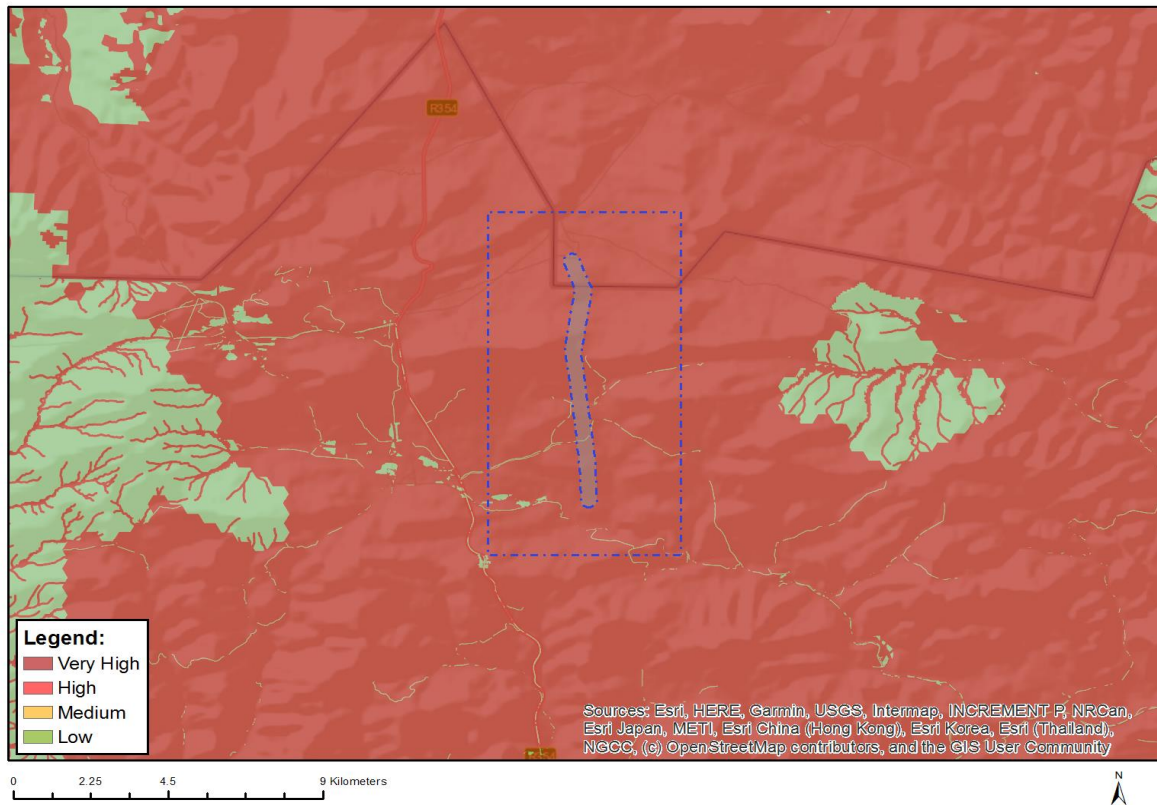 R354
Legend:
Very High
High
Medium
Low
Sources: Esri, HERE, Garmin, USGS, Intermap, INCREMENT P, NRCan,
Esri Japan, METI, Esri China (Hong Kong), Esri Korea, Esri (Thailand),
NGCC, (c) OpenStreetMap contributors, and the GIS User Community
0 2.25 4.5 9 Kilometers
N